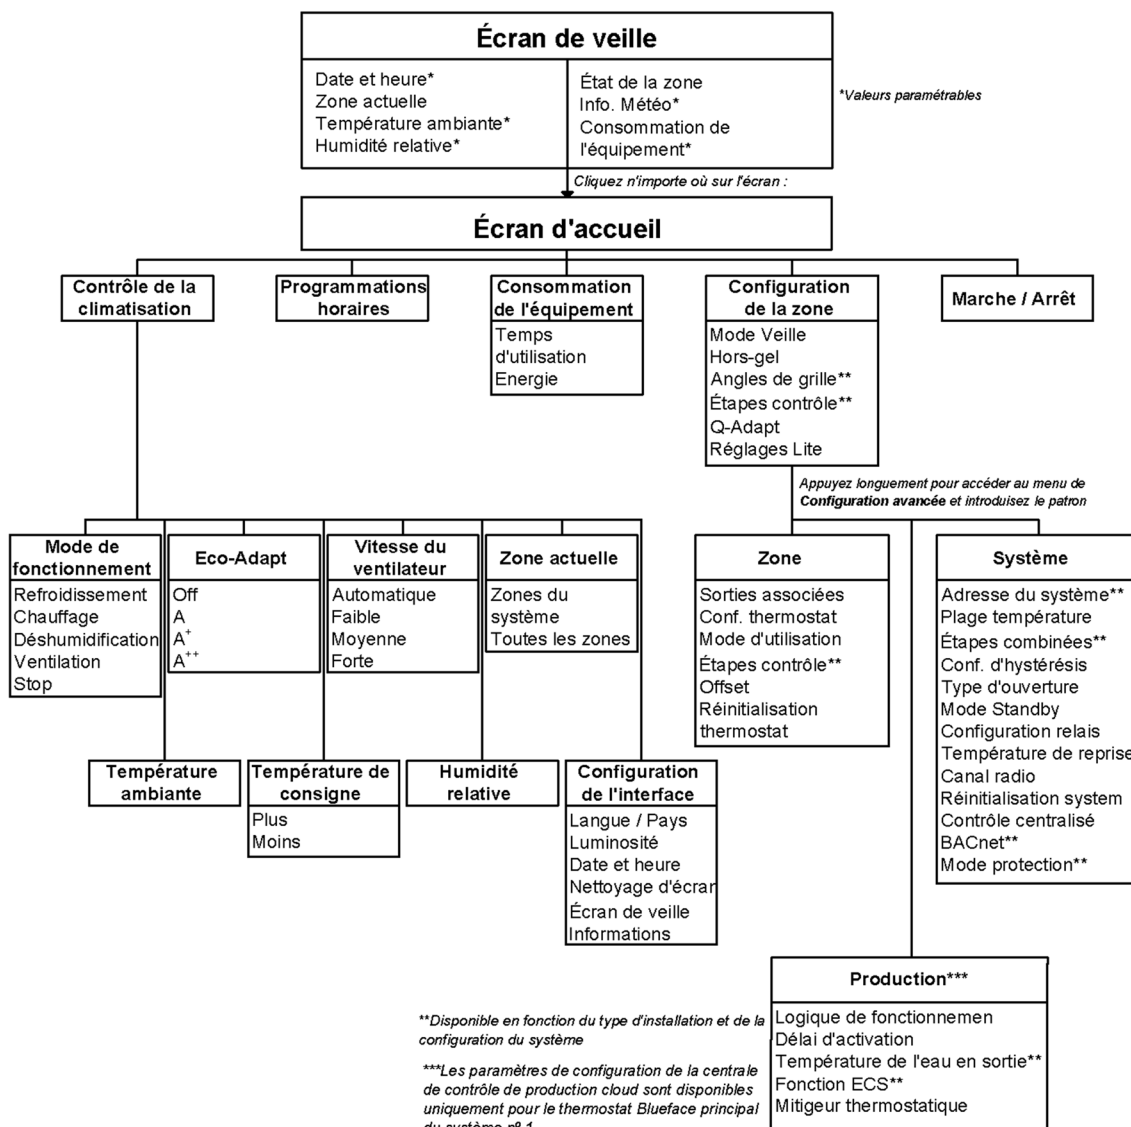 Écran de veille
Date et heure*
Zone actuelle
Température ambiante*
Humidité relative*
État de la zone
Info. Météo*
Consommation de
l'équipement*
*Valeurs paramétrables
Cliquez n'importe où sur l'écran :
Écran d'accueil
Contrôle de la
climatisation
Programmations
horaires
Consommation
de l'équipement
Temps
d'utilisation
Energie
Configuration
de la zone
Mode Veille
Hors-gel
Angles de grille**
Étapes contrôle**
Q-Adapt
Réglages Lite
Marche / Arrêt
Appuyez longuement pour accéder au menu de
Configuration avancée et introduisez le patron
Mode de
fonctionnement
Refroidissement
Chauffage
Déshumidification
Ventilation
Stop
Eco-Adapt
Off
A
A+
A++
Vitesse du
ventilateur
Automatique
Faible
Moyenne
Forte
Zone actuelle
Zones du
système
Toutes les zones
Zone
Sorties associées
Conf. thermostat
Mode d'utilisation
Étapes contrôle**
Offset
Réinitialisation
thermostat
Système
Adresse du système**
Plage température
Étapes combinées**
Conf. d'hystérésis
Type d'ouverture
Mode Standby
Configuration relais
Température de reprise
Canal radio
Réinitialisation system
Contrôle centralisé
BACnet**
Mode protection**
Température
ambiante
Température de
consigne
Plus
Moins
Humidité
relative
Configuration
de l'interface
Langue / Pays
Luminosité
Date et heure
Nettoyage d'écran
Écran de veille
Informations
Production***
Logique de fonctionnemen
Délai d'activation
Température de l'eau en sortie**
Fonction ECS**
Mitigeur thermostatique
**Disponible en fonction du type d'installation et de la
configuration du système
***Les paramètres de configuration de la centrale
de contrôle de production cloud sont disponibles
uniquement pour le thermostat Blueface principal
du système nº 1